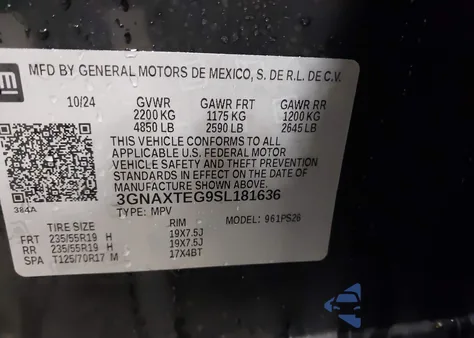 GM
MFD BY GENERAL MOTORS DE MEXICO, S. DE R.L. DE C.V.
10/24 GVWR GAWR FRT GAWR RR
2200 KG 1175 KG 1200 KG
4850 LB 2590 LB 2645 LB
THIS VEHICLE CONFORMS TO ALL
APPLICABLE U.S. FEDERAL MOTOR
VEHICLE SAFETY AND THEFT PREVENTION
STANDARDS IN EFFECT ON THE DATE OF
MANUFACTURE SHOWN ABOVE.
3GNAXTEG9SL181636
384A TYPE: MPV MODEL: 961PS26
TIRE SIZE RIM
FRT 235/55R19 H 19X7.5J
RR 235/55R19 H 19X7.5J
SPA T125/70R17 M 17X4BT